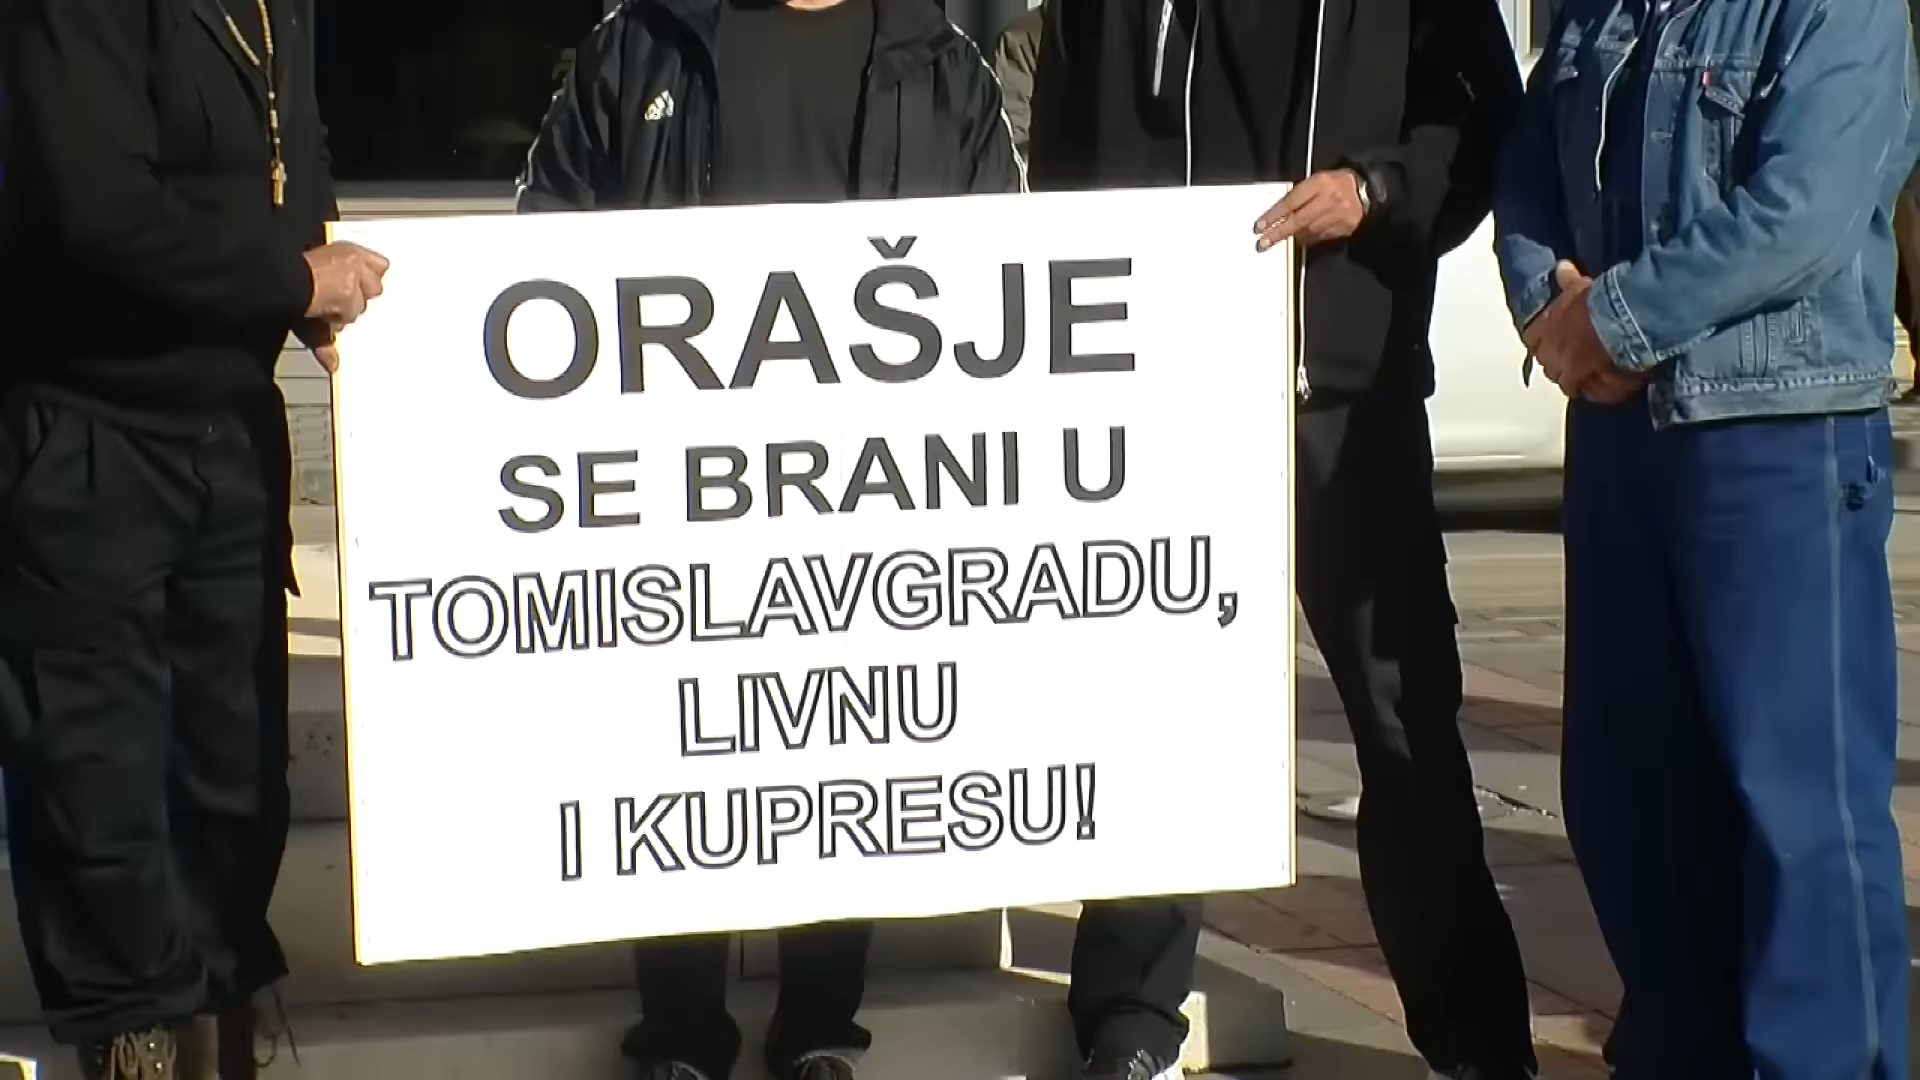 ORAŠJE
SE BRANI U
TOMISLAVGRADU,
LIVNU
I KUPRESU!